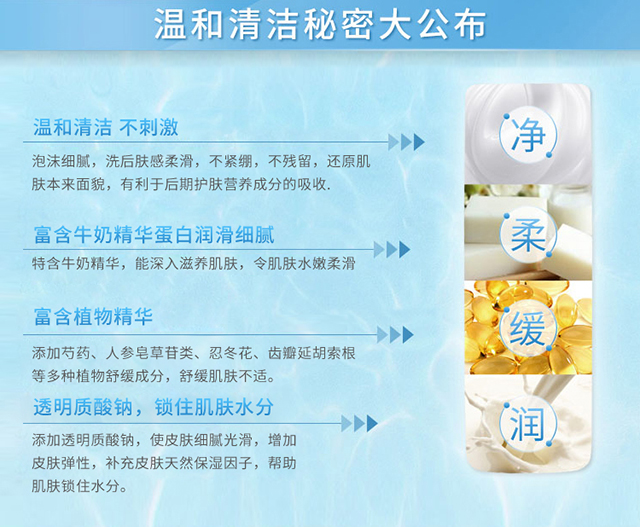 温和清洁秘密大公布
温和清洁 不刺激
泡沫细腻，洗后肤感柔滑，不紧绷，不残留，还原肌
肤本来面貌，有利于后期护肤营养成分的吸收.
富含牛奶精华蛋白润滑细腻
特含牛奶精华，能深入滋养肌肤，令肌肤水嫩柔滑
富含植物精华
添加芍药、人参皂草苷类、忍冬花、齿瓣延胡索根
等多种植物舒缓成分，舒缓肌肤不适。
透明质酸钠，锁住肌肤水分
添加透明质酸钠，使皮肤细腻光滑，增加
皮肤弹性，补充皮肤天然保湿因子，帮助
肌肤锁住水分。
净
柔
缓
润